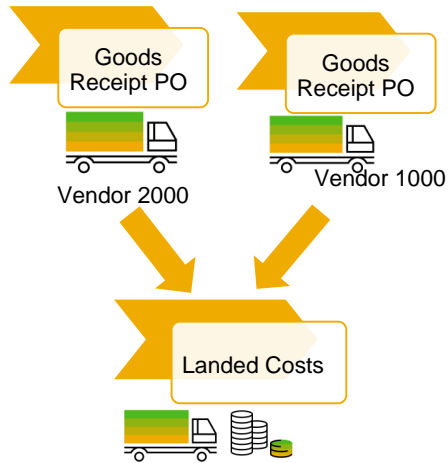 Goods
Receipt PO
Goods
Receipt PO
Vendor 2000
Vendor 1000
Landed Costs